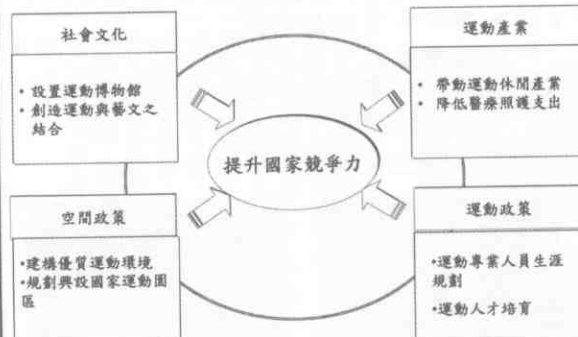 社會文化
• 設置運動博物館
• 創造運動與藝文之
結合
運動產業
• 帶動運動休閒產業
• 降低醫療照護支出
提升國家競爭力
空間政策
•建構優質運動環境
•規劃興設國家運動園
區
運動政策
•運動專業人員生涯
規劃
•運動人才培育